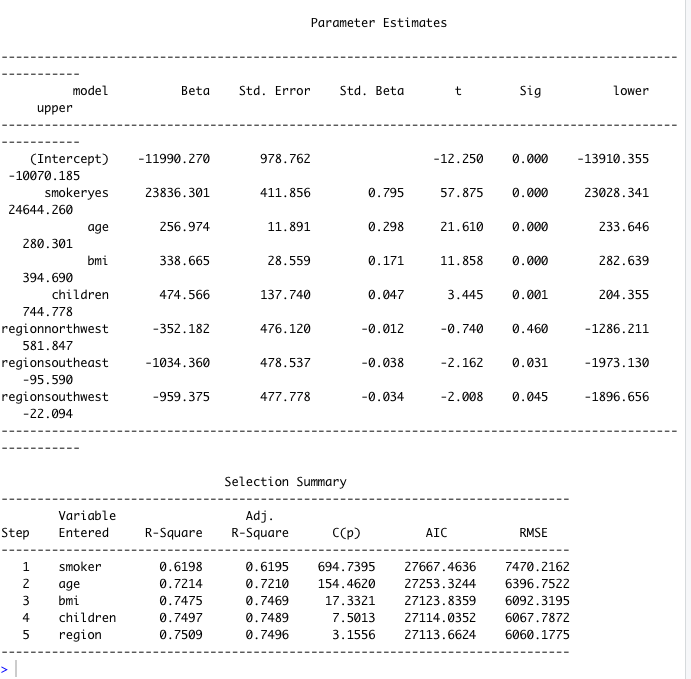 Parameter Estimates
-----------------------------------------------------------------------------------------
-----------
model Beta Std. Error Std. Beta t Sig lower
upper
-----------------------------------------------------------------------------------------
-----------
(Intercept) -11990.270 978.762 -12.250 0.000 -13910.355
-10070.185
smokeryes 23836.301 411.856 0.795 57.875 0.000 23028.341
24644.260
age 256.974 11.891 0.298 21.610 0.000 233.646
280.301
bmi 338.665 28.559 0.171 11.858 0.000 282.639
394.690
children 474.566 137.740 0.047 3.445 0.001 204.355
744.778
regionnorthwest -352.182 476.120 -0.012 -0.740 0.460 -1286.211
581.847
regionsoutheast -1034.360 478.537 -0.038 -2.162 0.031 -1973.130
-95.590
regionsouthwest -959.375 477.778 -0.034 -2.008 0.045 -1896.656
-22.094
-----------------------------------------------------------------------------------------
-----------
Selection Summary
---------------------------------------------------------------------------
Variable Adj.
Step Entered R-Square R-Square C(p) AIC RMSE
---------------------------------------------------------------------------
1 smoker 0.6198 0.6195 694.7395 27667.4636 7470.2162
2 age 0.7214 0.7210 154.4620 27253.3244 6396.7522
3 bmi 0.7475 0.7469 17.3321 27123.8359 6092.3195
4 children 0.7497 0.7489 7.5013 27114.0352 6067.7872
5 region 0.7509 0.7496 3.1556 27113.6624 6060.1775
---------------------------------------------------------------------------
>